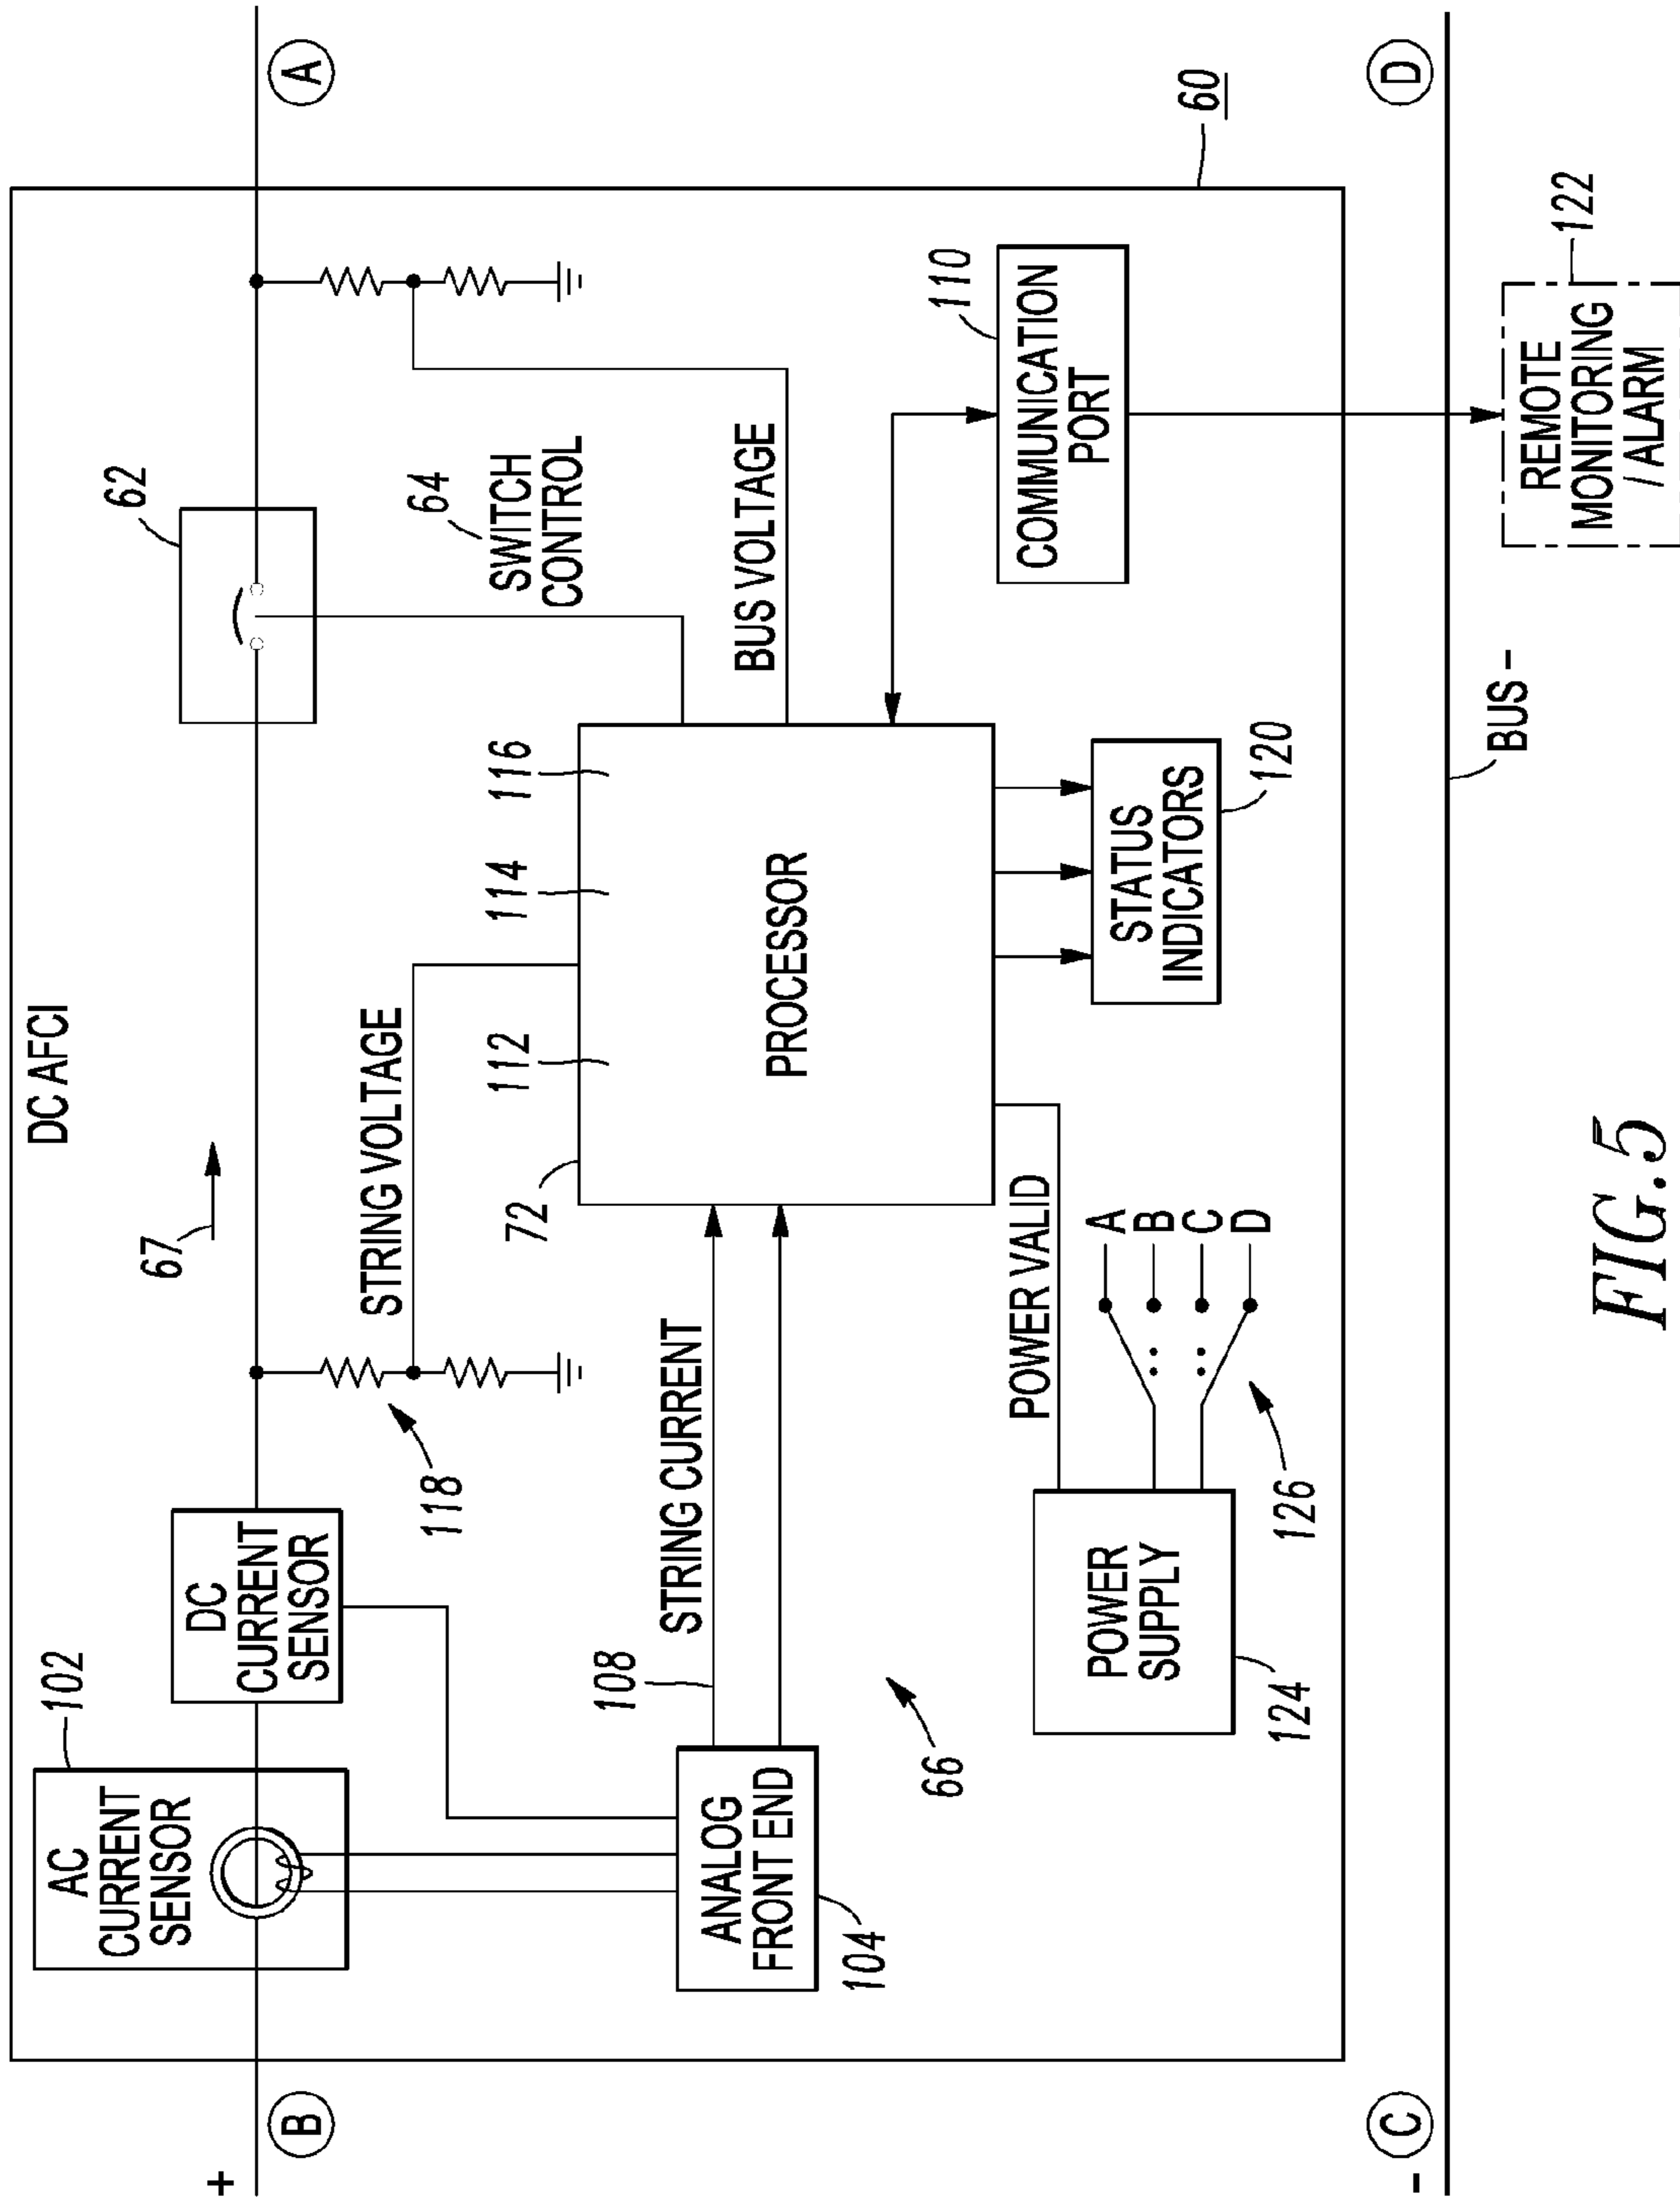 DC AFCI
+
B
A
AC
CURRENT
SENSOR
102
DC
CURRENT
SENSOR
67
62
118
STRING VOLTAGE
64
SWITCH
CONTROL
72
112
114
116
PROCESSOR
BUS VOLTAGE
STRING CURRENT
108
ANALOG
FRONT END
104
66
POWER VALID
POWER
SUPPLY
124
A
B
C
D
126
STATUS
INDICATORS
120
COMMUNICATION
PORT
110
60
-
C
D
BUS -
REMOTE
MONITORING
/ ALARM
122
FIG.5